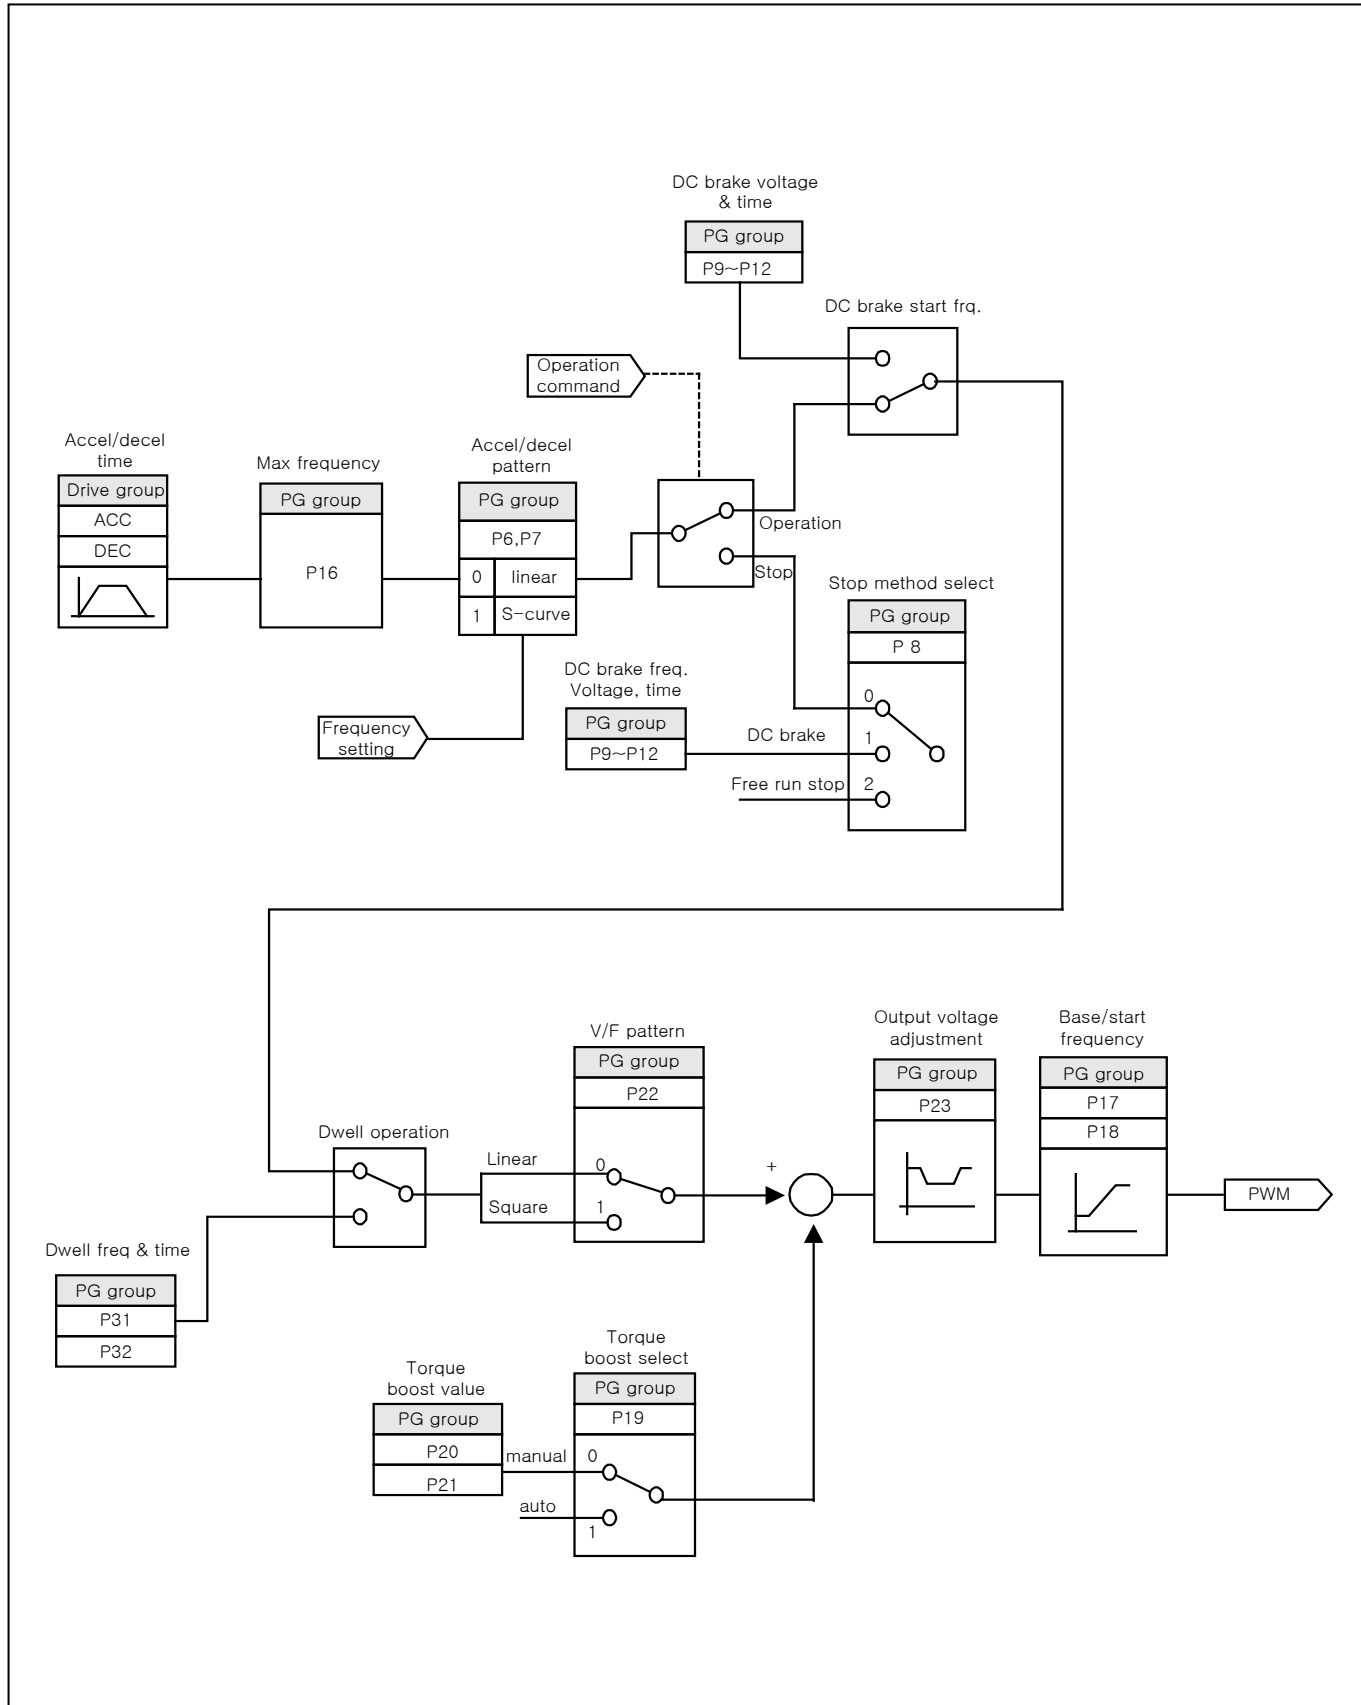 DC brake voltage
& time
PG group
P9~P12
DC brake start frq.
Operation
command
Accel/decel
time
Drive group
ACC
DEC
Max frequency
PG group
P16
Accel/decel
pattern
PG group
P6,P7
0 linear
1 S-curve
Operation
Stop
Stop method select
PG group
P 8
0
1
2
DC brake freq.
Voltage, time
PG group
P9~P12
DC brake
Free run stop
Frequency
setting
V/F pattern
PG group
P22
0
1
Output voltage
adjustment
PG group
P23
Base/start
frequency
PG group
P17
P18
Dwell operation
Linear
Square
+
PWM
Dwell freq & time
PG group
P31
P32
Torque
boost select
PG group
P19
0
1
Torque
boost value
PG group
P20
P21
manual
auto